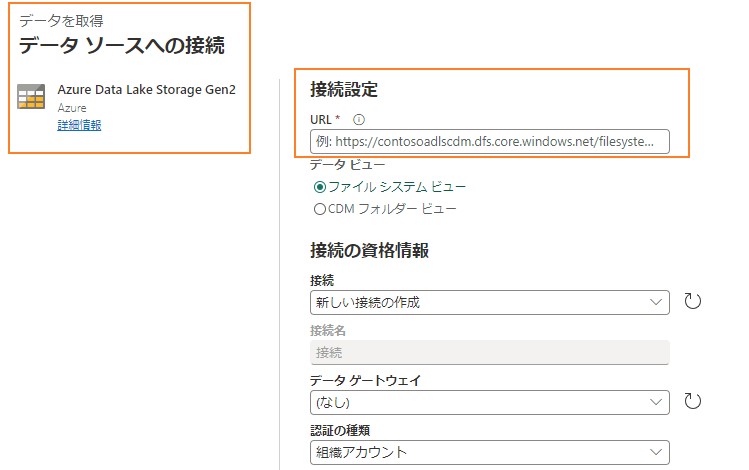 データを取得
データ ソースへの接続
Azure Data Lake Storage Gen2
Azure
詳細情報
接続設定
URL *
例: https://contosoadlscdm.dfs.core.windows.net/filesyste...
データ ビュー
ファイル システム ビュー
CDM フォルダー ビュー
接続の資格情報
接続
新しい接続の作成
接続名
接続
データ ゲートウェイ
(なし)
認証の種類
組織アカウント